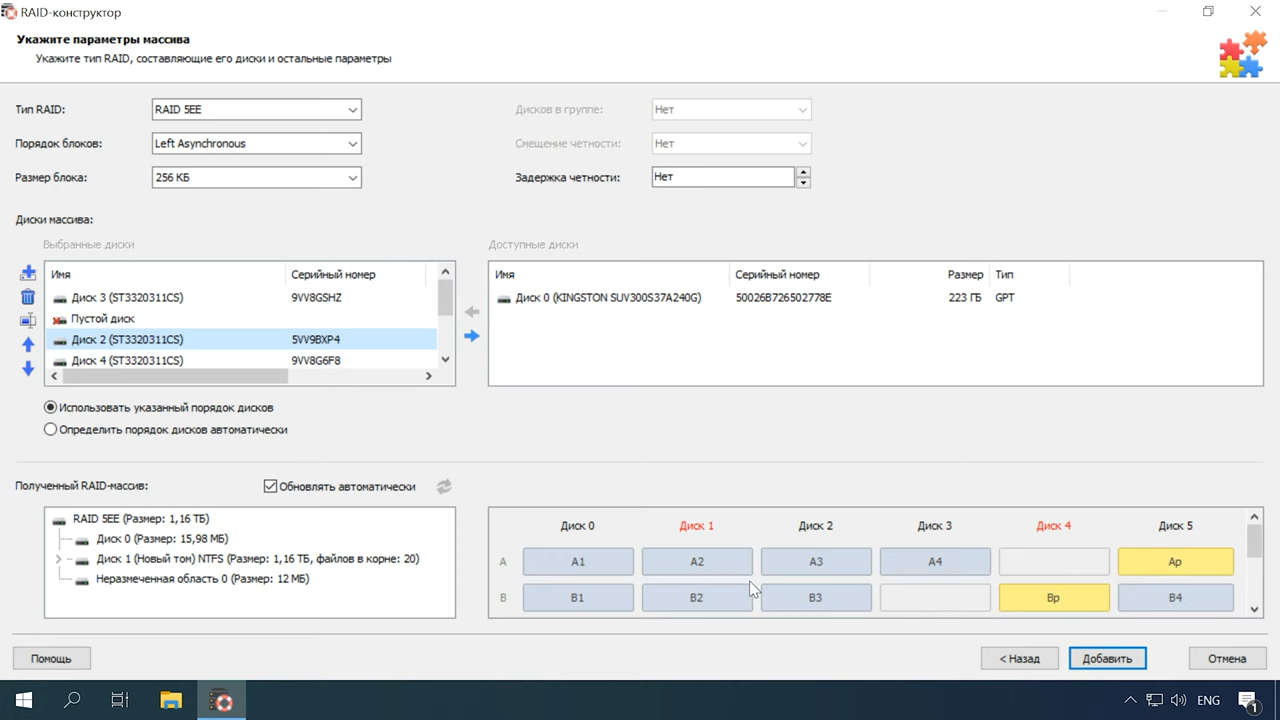 RAID-конструктор
Укажите параметры массива
Укажите тип RAID, составляющие его диски и остальные параметры
Тип RAID: RAID 5EE Дисков в группе: Нет
Порядок блоков: Left Asynchronous Смещение четности: Нет
Размер блока: 256 КБ Задержка четности: Нет
Диски массива:
Выбранные диски Доступные диски
Имя Серийный номер Имя Серийный номер Размер Тип
Диск 3 (ST3320311CS) 9VV8GSHZ Диск 0 (KINGSTON SUV300S37A240G) 50026B726502778E 223 ГБ GPT
Пустой диск
Диск 2 (ST3320311CS) 5VV9BXP4
Диск 4 (ST3320311CS) 9VV8G6F8
Использовать указанный порядок дисков
Определить порядок дисков автоматически
Полученный RAID-массив: Обновлять автоматически
RAID 5EE (Размер: 1,16 ТБ)
Диск 0 (Размер: 15,98 МБ)
Диск 1 (Новый том) NTFS (Размер: 1,16 ТБ, файлов в корне: 20)
Неразмеченная область 0 (Размер: 12 МБ)
Диск 0 Диск 1 Диск 2 Диск 3 Диск 4 Диск 5
A A1 A2 A3 A4 Ap
B B1 B2 B3 Bp B4
Помощь < Назад Добавить Отмена
ENG 1